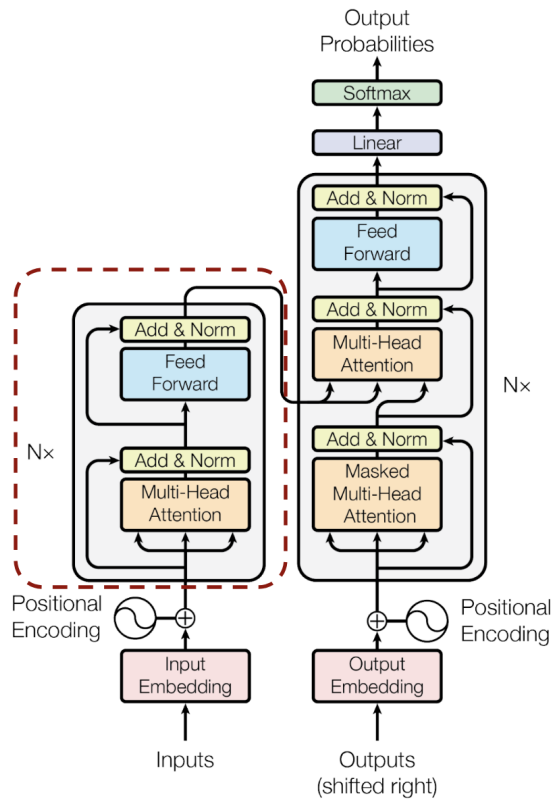 Output
Probabilities
Softmax
Linear
Add & Norm
Feed
Forward
Add & Norm
Multi-Head
Attention
Nx
Add & Norm
Masked
Multi-Head
Attention
Add & Norm
Feed
Forward
N×
Add & Norm
Multi-Head
Attention
Positional
Encoding
Positional
Encoding
Input
Embedding
Output
Embedding
Inputs
Outputs
(shifted right)